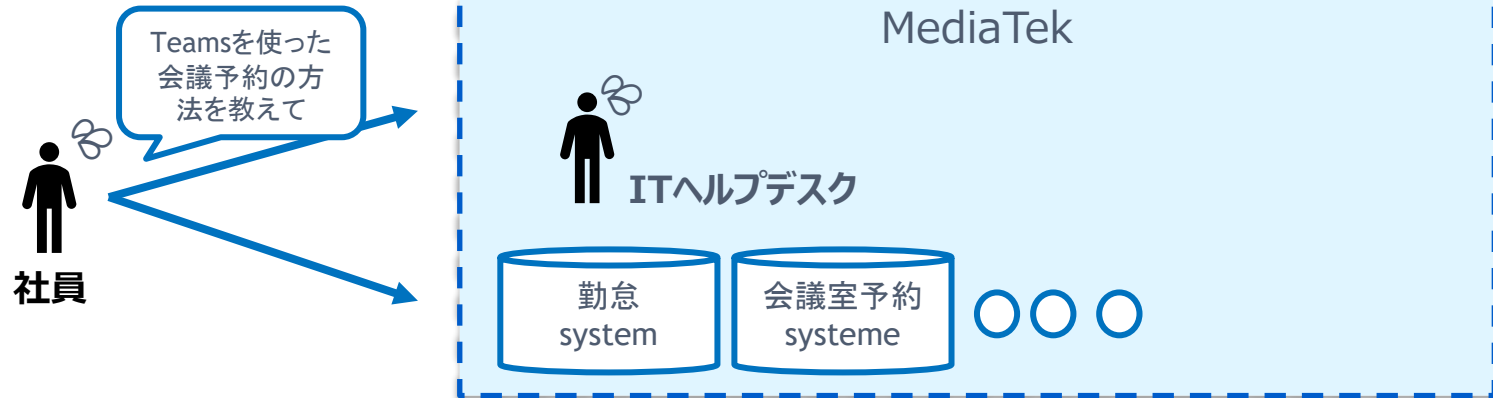 Teamsを使った
会議予約の方
法を教えて
社員
MediaTek
ITヘルプデスク
勤怠
system
会議室予約
systeme